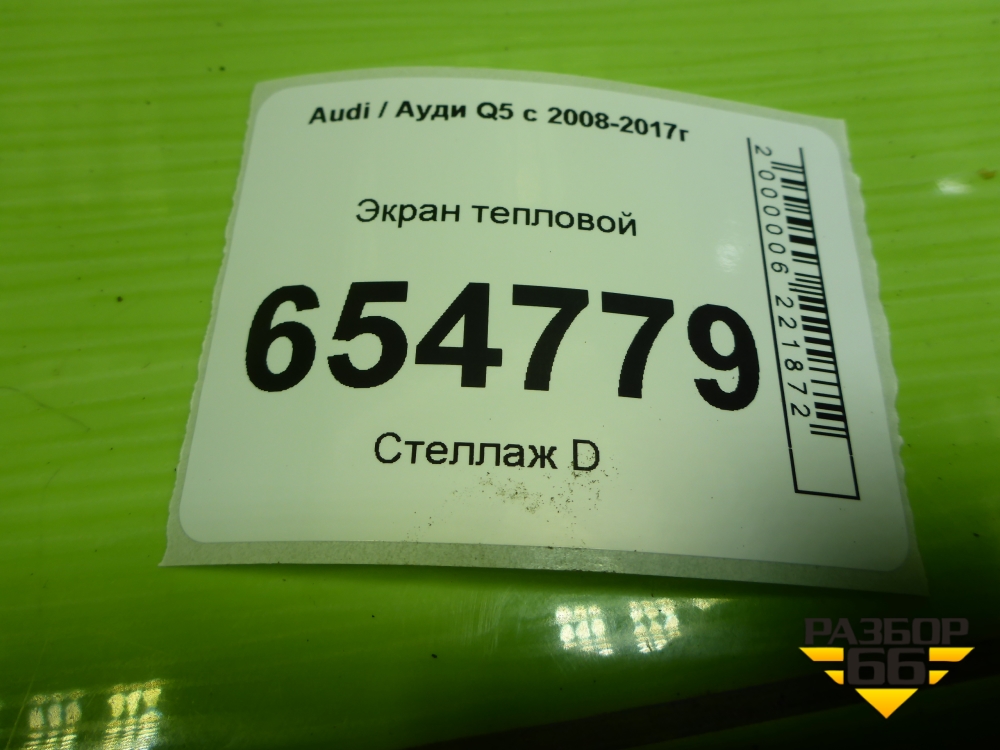 Audi / Ауди Q5 с 2008-2017г
Экран тепловой
654779
Стеллаж D
2000006221872
РАЗБОР
66